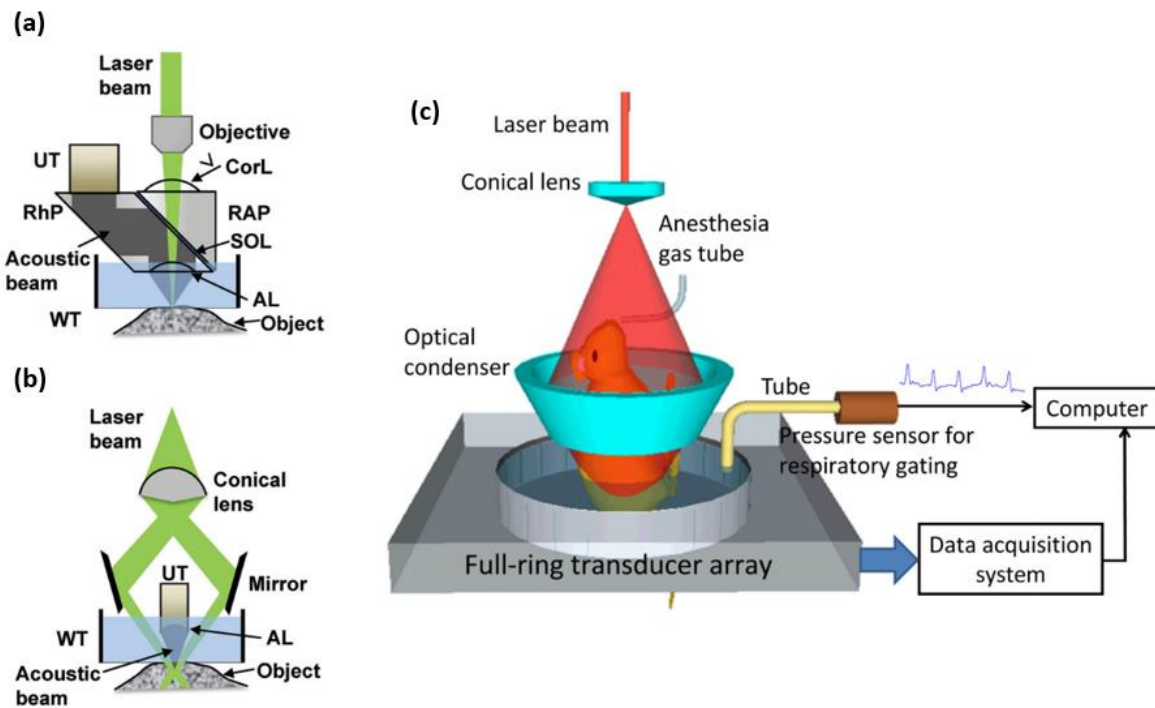 (a)
Laser
beam
Objective
UT
CorL
RhP
RAP
SOL
Acoustic
beam
AL
WT
Object
(b)
Laser
beam
Conical
lens
UT
Mirror
WT
AL
Acoustic
beam
Object
(c)
Laser beam
Conical lens
Anesthesia
gas tube
Optical
condenser
Tube
Computer
Pressure sensor for
respiratory gating
Full-ring transducer array
Data acquisition
system